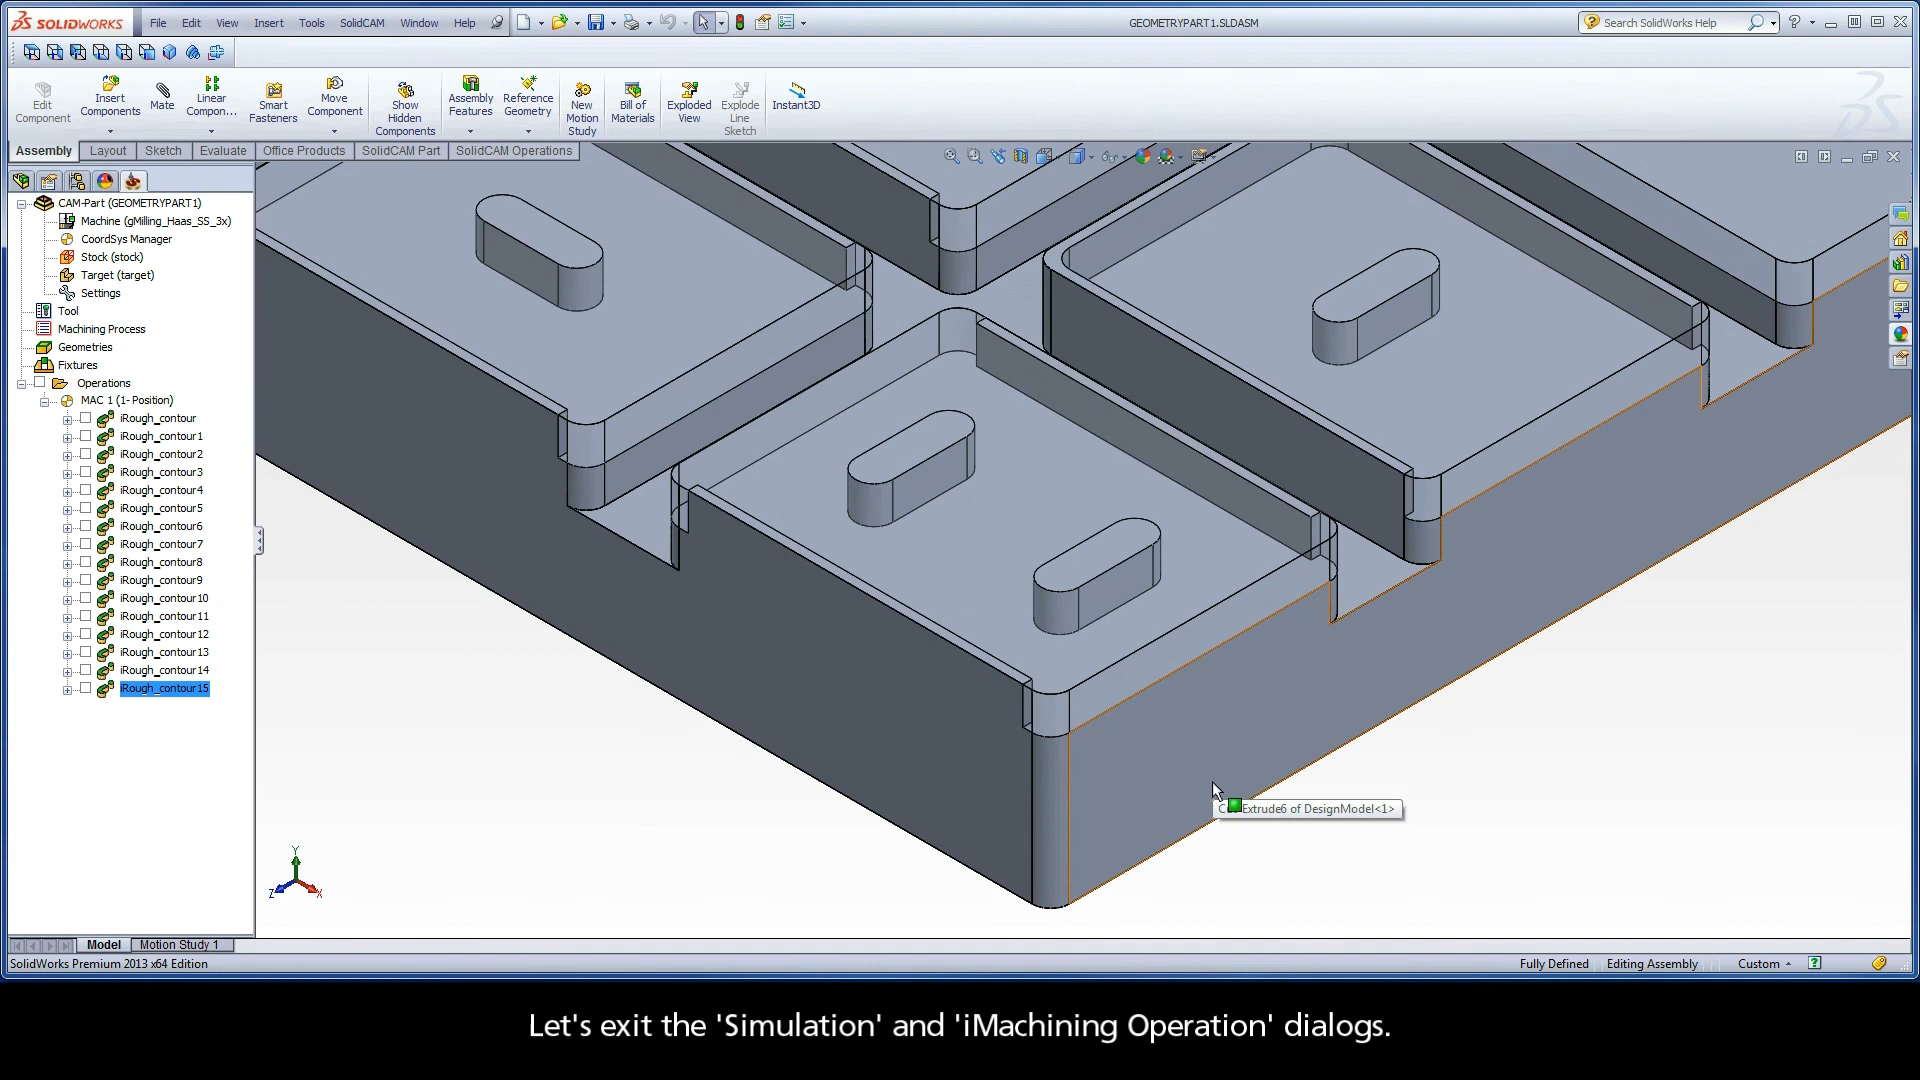 SOLIDWORKS
File Edit View Insert Tools SolidCAM Window Help
GEOMETRYPART1.SLDASM
Search SolidWorks Help
Edit Component
Insert Components
Mate
Linear Compon...
Smart Fasteners
Move Component
Show Hidden Components
Assembly Features
Reference Geometry
New Motion Study
Bill of Materials
Exploded View
Explode Line Sketch
Instant3D
Assembly Layout Sketch Evaluate Office Products SolidCAM Part SolidCAM Operations
CAM-Part (GEOMETRYPART1)
Machine (gMilling_Haas_SS_3x)
CoordSys Manager
Stock (stock)
Target (target)
Settings
Tool
Machining Process
Geometries
Fixtures
Operations
MAC 1 (1- Position)
iRough_contour
iRough_contour1
iRough_contour2
iRough_contour3
iRough_contour4
iRough_contour5
iRough_contour6
iRough_contour7
iRough_contour8
iRough_contour9
iRough_contour10
iRough_contour11
iRough_contour12
iRough_contour13
iRough_contour14
iRough_contour15
Extrude6 of DesignModel<1>
Y
Z
X
Model Motion Study 1
SolidWorks Premium 2013 x64 Edition
Fully Defined Editing Assembly Custom
Let's exit the 'Simulation' and 'iMachining Operation' dialogs.